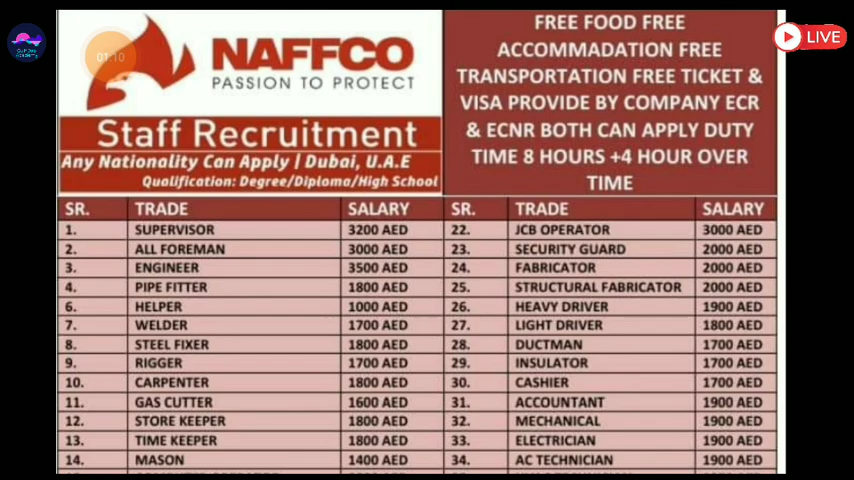 Gulf Job
Academy
01:10
NAFFCO
PASSION TO PROTECT
Staff Recruitment
Any Nationality Can Apply | Dubai, U.A.E
Qualification: Degree/Diploma/High School
FREE FOOD FREE
ACCOMMADATION FREE
TRANSPORTATION FREE TICKET &
VISA PROVIDE BY COMPANY ECR
& ECNR BOTH CAN APPLY DUTY
TIME 8 HOURS +4 HOUR OVER
TIME
LIVE
SR. TRADE SALARY SR. TRADE SALARY
1. SUPERVISOR 3200 AED 22. JCB OPERATOR 3000 AED
2. ALL FOREMAN 3000 AED 23. SECURITY GUARD 2000 AED
3. ENGINEER 3500 AED 24. FABRICATOR 2000 AED
4. PIPE FITTER 1800 AED 25. STRUCTURAL FABRICATOR 2000 AED
6. HELPER 1000 AED 26. HEAVY DRIVER 1900 AED
7. WELDER 1700 AED 27. LIGHT DRIVER 1800 AED
8. STEEL FIXER 1800 AED 28. DUCTMAN 1700 AED
9. RIGGER 1700 AED 29. INSULATOR 1700 AED
10. CARPENTER 1800 AED 30. CASHIER 1700 AED
11. GAS CUTTER 1600 AED 31. ACCOUNTANT 1900 AED
12. STORE KEEPER 1800 AED 32. MECHANICAL 1900 AED
13. TIME KEEPER 1800 AED 33. ELECTRICIAN 1900 AED
14. MASON 1400 AED 34. AC TECHNICIAN 1900 AED